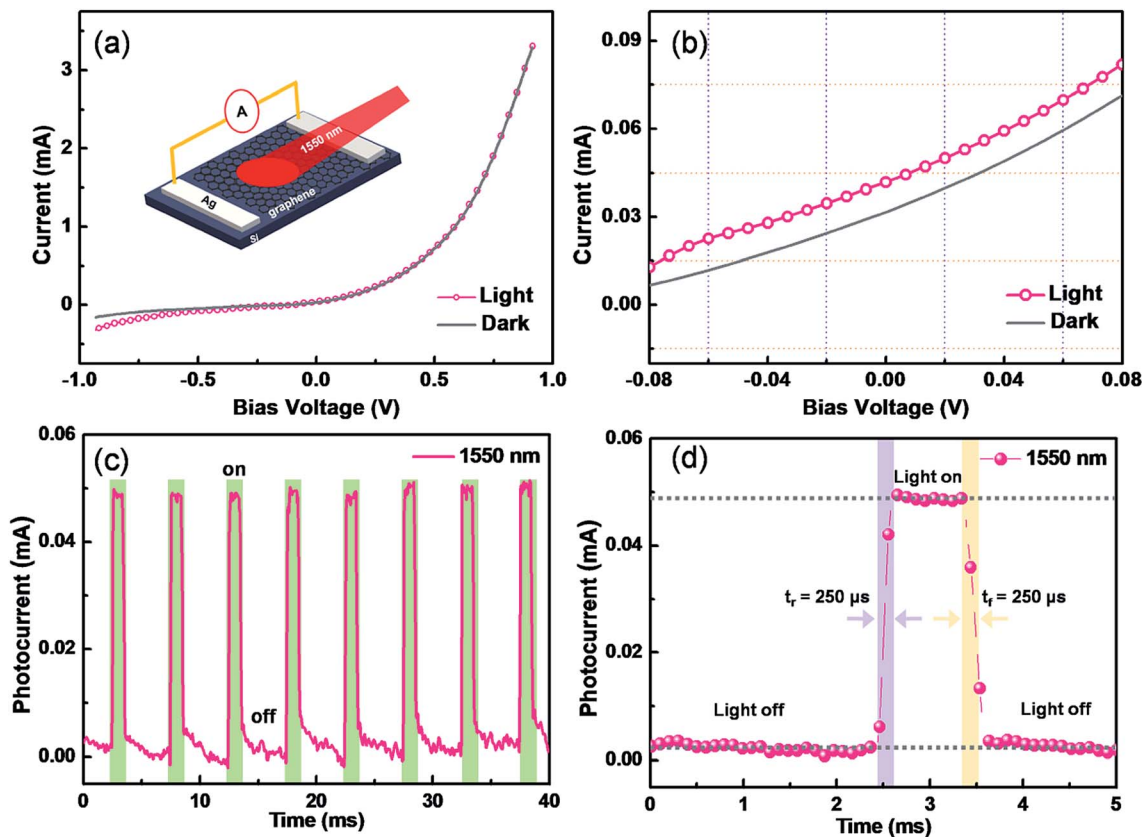 (a)
Current (mA)
3
2
1
0
-1.0
-0.5
0.0
0.5
1.0
Bias Voltage (V)
A
1550 nm
Ag
graphene
Si
Light
Dark
(b)
Current (mA)
0.09
0.06
0.03
0.00
-0.08
-0.04
0.00
0.04
0.08
Bias Voltage (V)
Light
Dark
(c)
Photocurrent (mA)
0.06
0.04
0.02
0.00
0
10
20
30
40
Time (ms)
on
1550 nm
off
(d)
Photocurrent (mA)
0.06
0.04
0.02
0.00
0
1
2
3
4
5
Time (ms)
1550 nm
Light on
tr = 250 μs
tf = 250 μs
Light off
Light off